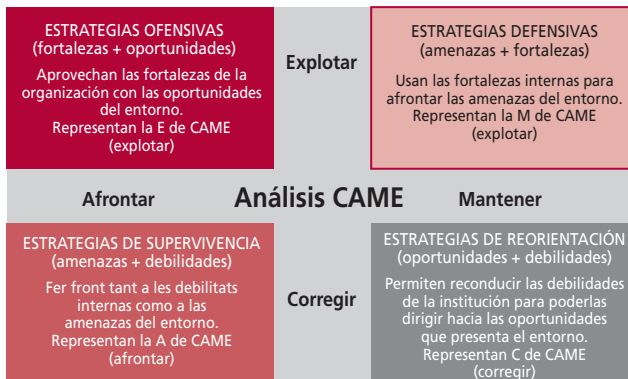 ESTRATEGIAS OFENSIVAS
(fortalezas + oportunidades)
Aprovechan las fortalezas de la
organización con las oportunidades
del entorno.
Representan la E de CAME
(explotar)
Explotar
ESTRATEGIAS DEFENSIVAS
(amenazas + fortalezas)
Usan las fortalezas internas para
afrontar las amenazas del entorno.
Representan la M de CAME
(explotar)
Afrontar
Análisis CAME
Mantener
ESTRATEGIAS DE SUPERVIVENCIA
(amenazas + debilidades)
Fer front tant a les debilitats
internas como a las
amenazas del entorno.
Representan la A de CAME
(afrontar)
Corregir
ESTRATEGIAS DE REORIENTACIÓN
(oportunidades + debilidades)
Permiten reconducir las debilidades
de la institución para poderlas
dirigir hacia las oportunidades
que presenta el entorno.
Representan C de CAME
(corregir)